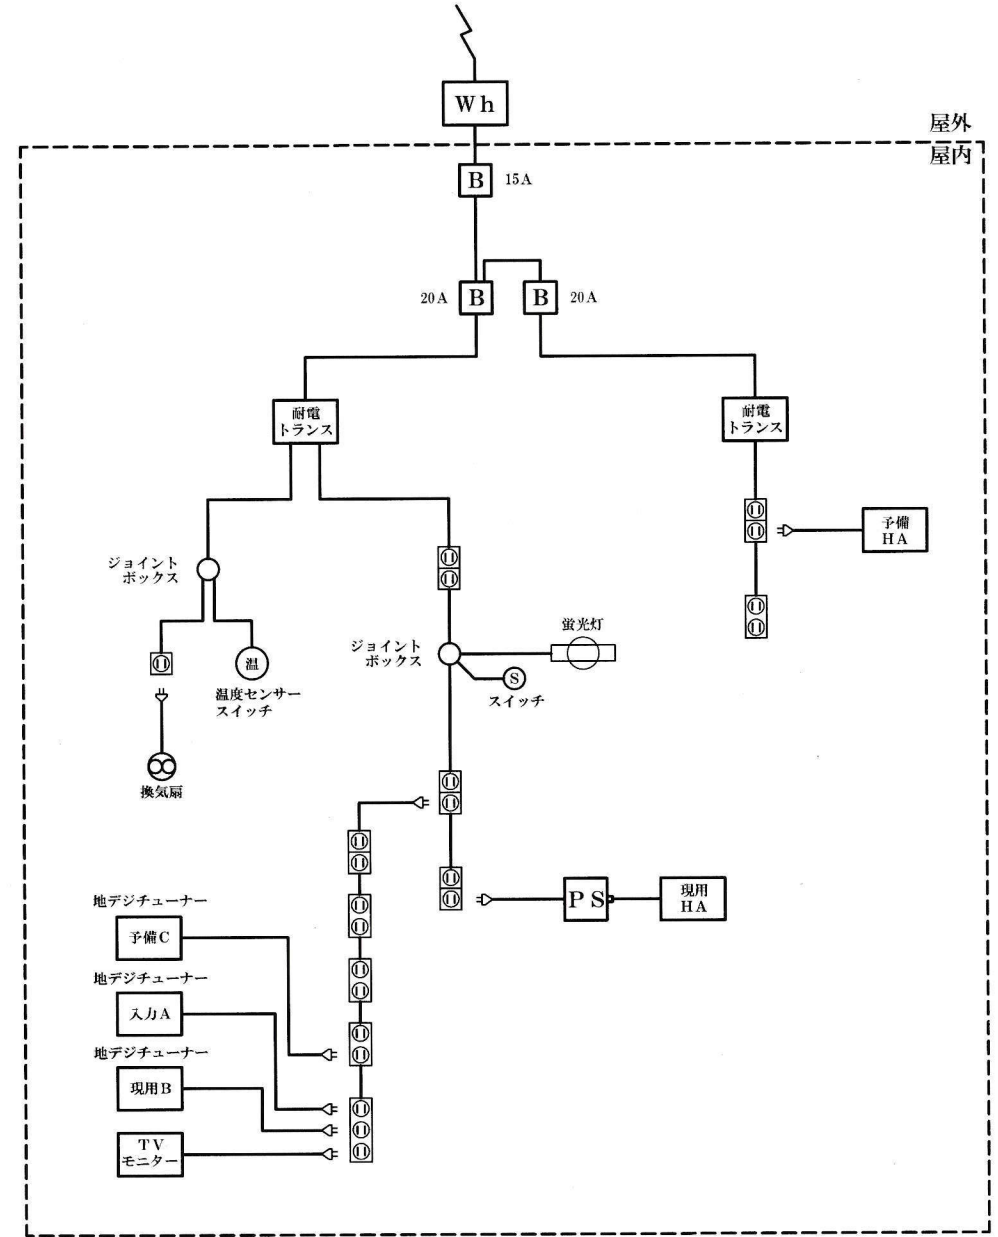 Wh
屋外
屋内
B 15A
20A B B 20A
耐電
トランス
耐電
トランス
予備
HA
ジョイント
ボックス
温
温度センサー
スイッチ
換気扇
ジョイント
ボックス
蛍光灯
S
スイッチ
PS
現用
HA
地デジチューナー
予備C
地デジチューナー
入力A
地デジチューナー
現用B
TV
モニター